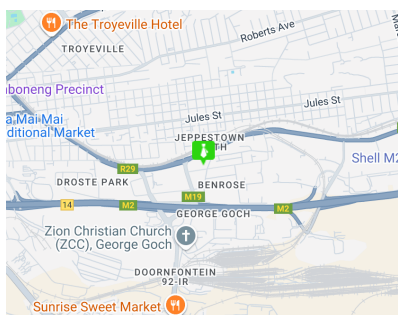 The Troyeville Hotel
Roberts Ave
TROYEVILLE
boneng Precinct
Jules St
Jules St
a Mai Mai
ditional Market
JEPPESTOWN
TH
Shell M2
R29
DROSTE PARK
BENROSE
M19
14
M2
M2
GEORGE GOCH
Zion Christian Church
(ZCC), George Goch
DOORNFONTEIN
92-IR
Sunrise Sweet Market